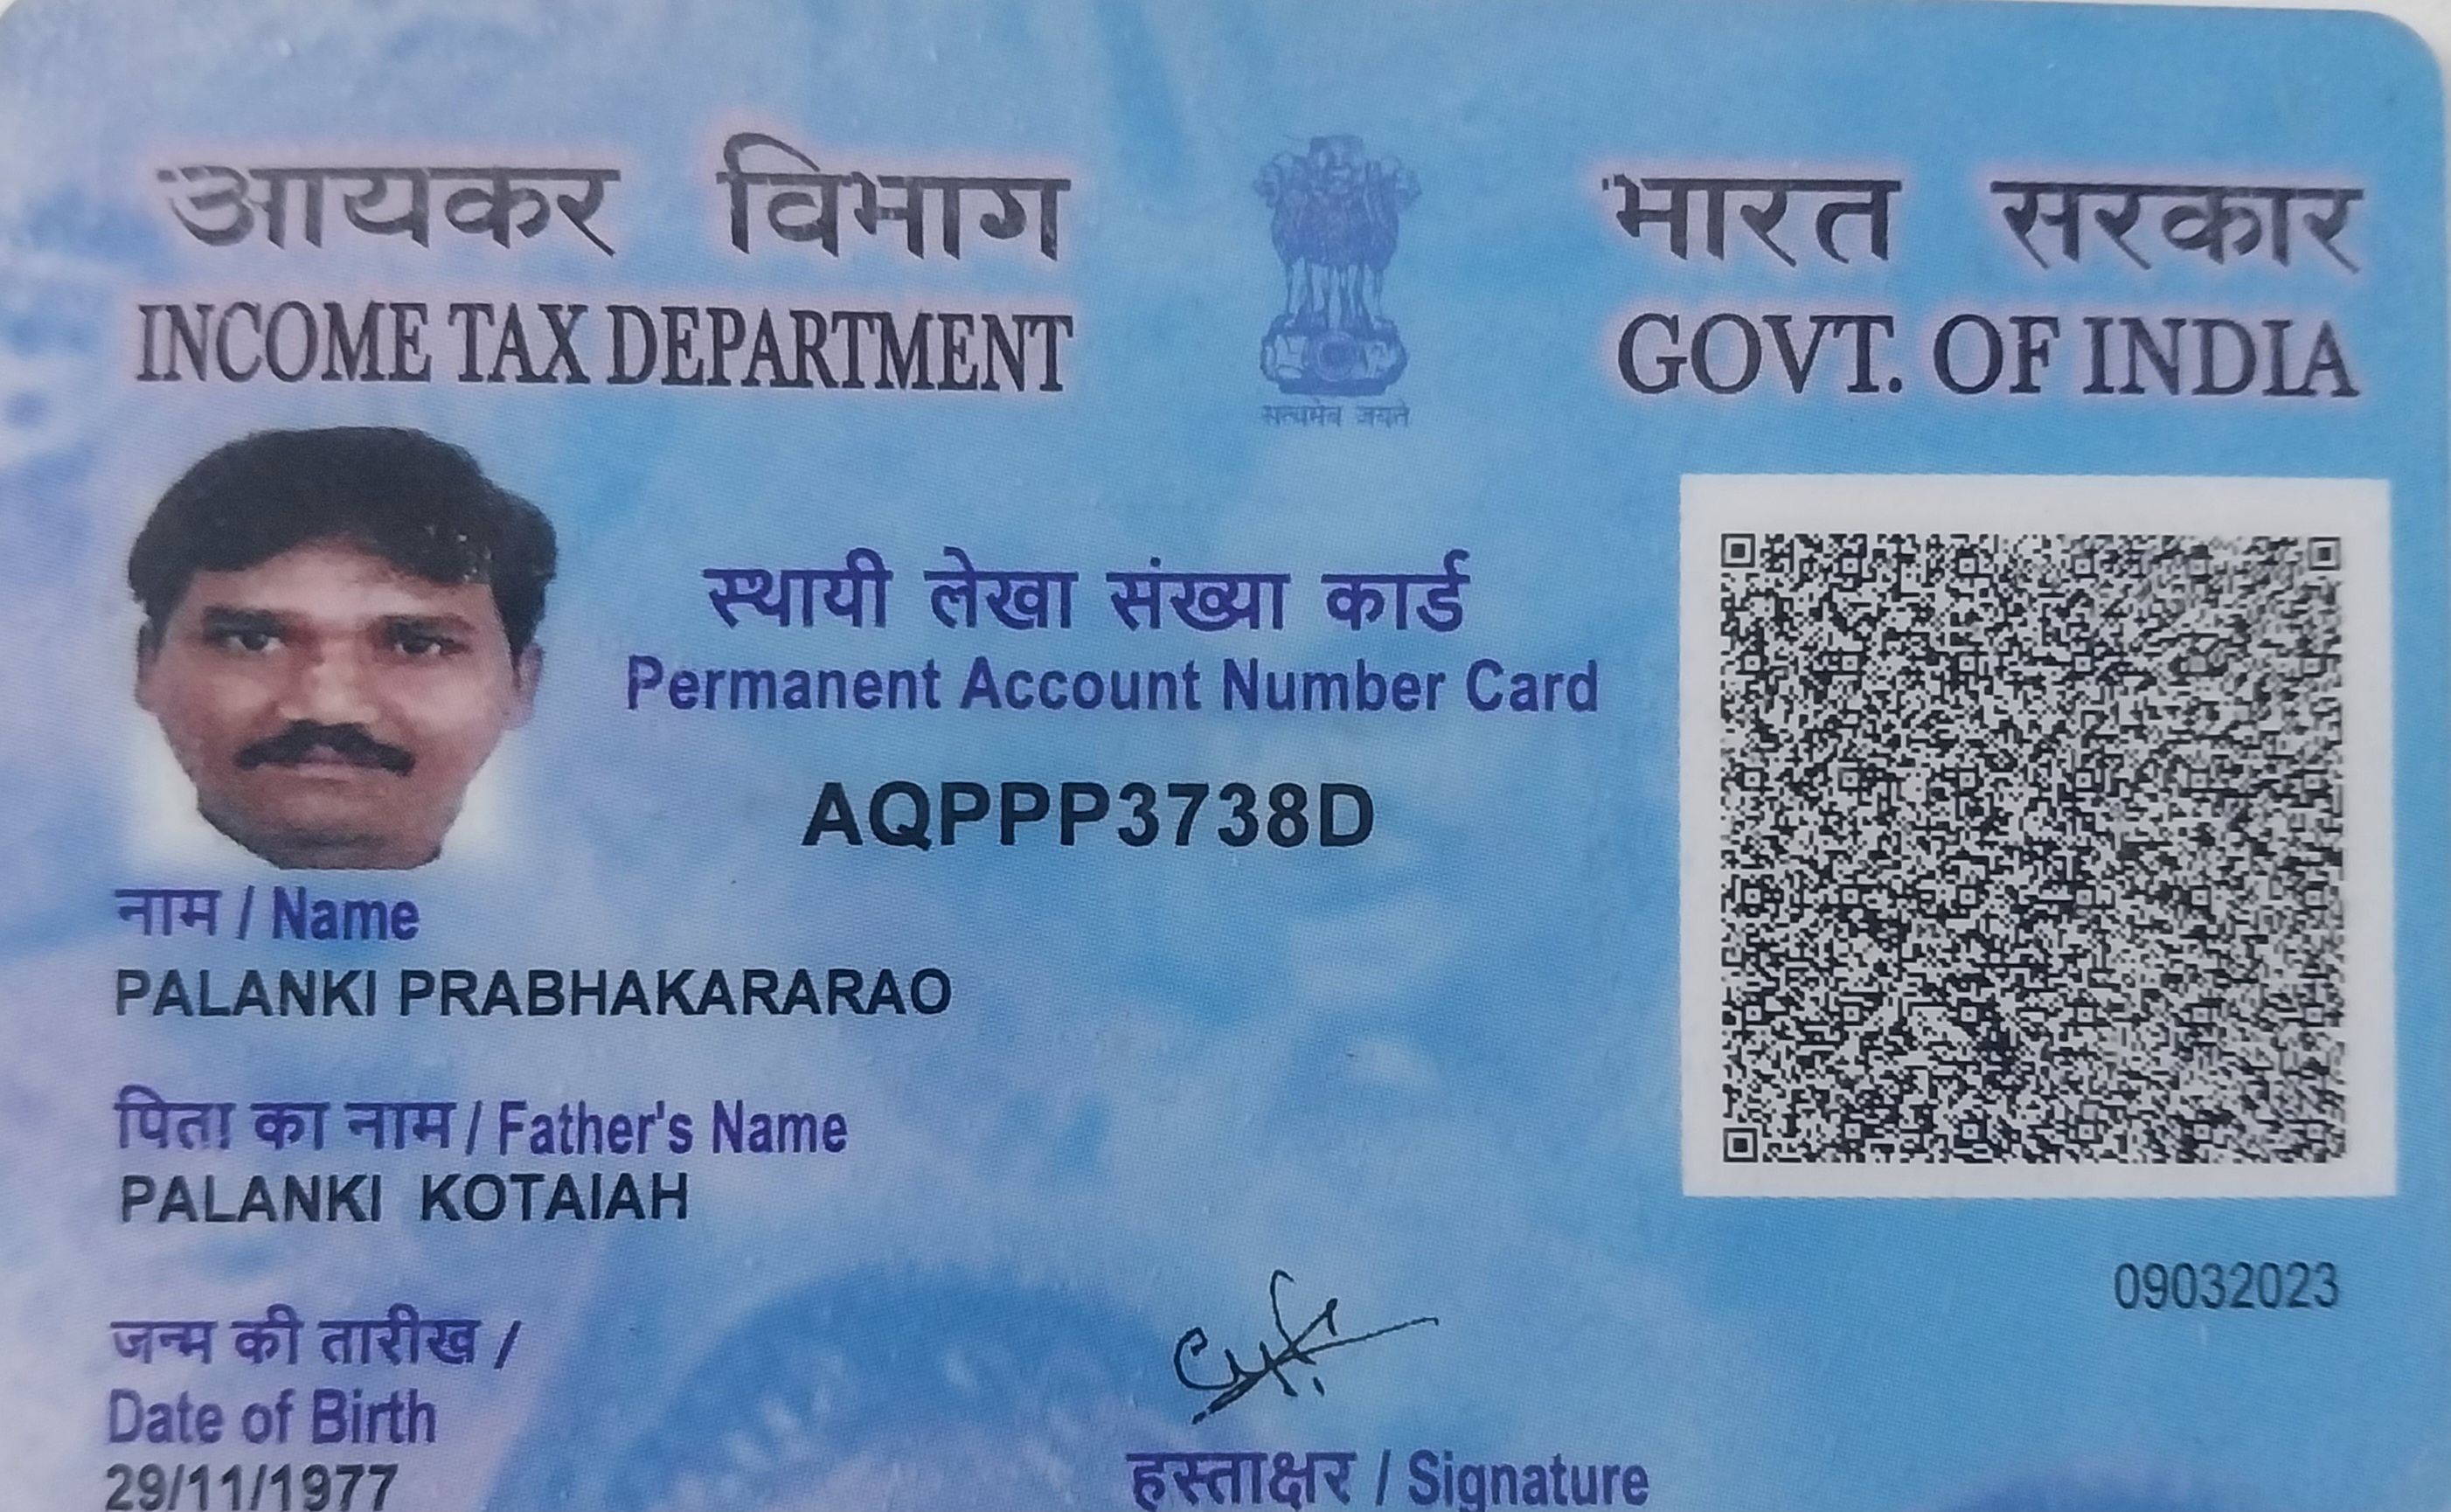 आयकर विभाग
INCOME TAX DEPARTMENT
सत्यमेव जयते
भारत सरकार
GOVT. OF INDIA
स्थायी लेखा संख्या कार्ड
Permanent Account Number Card
AQPPP3738D
नाम / Name
PALANKI PRABHAKARARAO
पिता का नाम / Father's Name
PALANKI KOTAIAH
09032023
जन्म की तारीख /
Date of Birth
29/11/1977
हस्ताक्षर / Signature